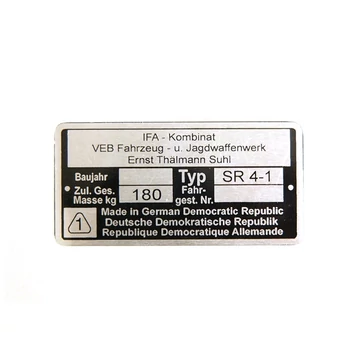 IFA - Kombinat
VEB Fahrzeug - u. Jagdwaffenwerk
Ernst Thälmann Suhl
Baujahr Typ SR 4-1
Zul. Ges. Masse kg 180 Fahr-gest. Nr.
1 Made in German Democratic Republic
Deutsche Demokratische Republik
Republique Democratique Allemande